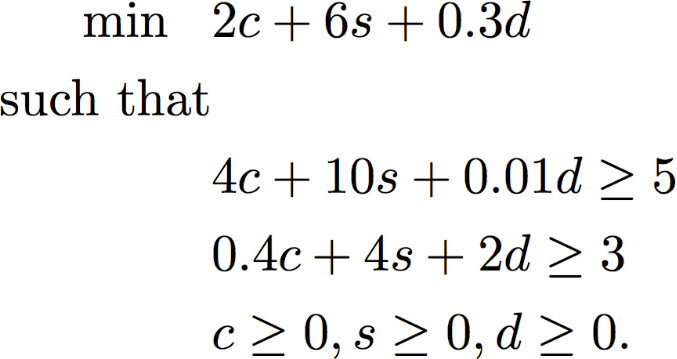 min 2c + 6s + 0.3d
such that
4c + 10s + 0.01d ≥ 5
0.4c + 4s + 2d ≥ 3
c ≥ 0, s ≥ 0, d ≥ 0.